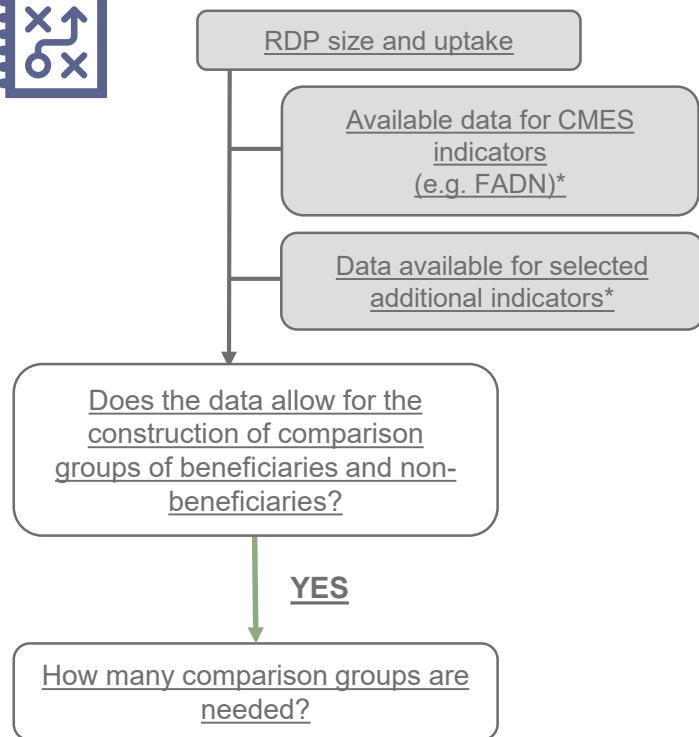 RDP size and uptake
Available data for CMES
indicators
(e.g. FADN)*
Data available for selected
additional indicators*
Does the data allow for the
construction of comparison
groups of beneficiaries and non-
beneficiaries?
YES
How many comparison groups are
needed?